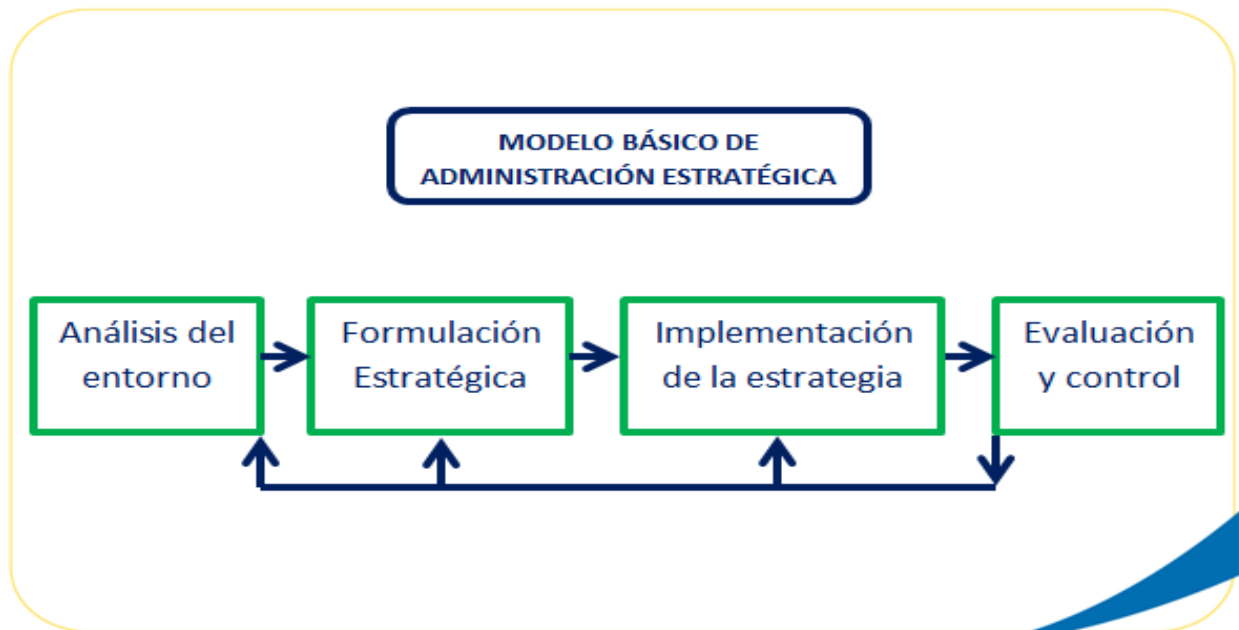 MODELO BÁSICO DE
ADMINISTRACIÓN ESTRATÉGICA
Análisis del
entorno
Formulación
Estratégica
Implementación
de la estrategia
Evaluación
y control